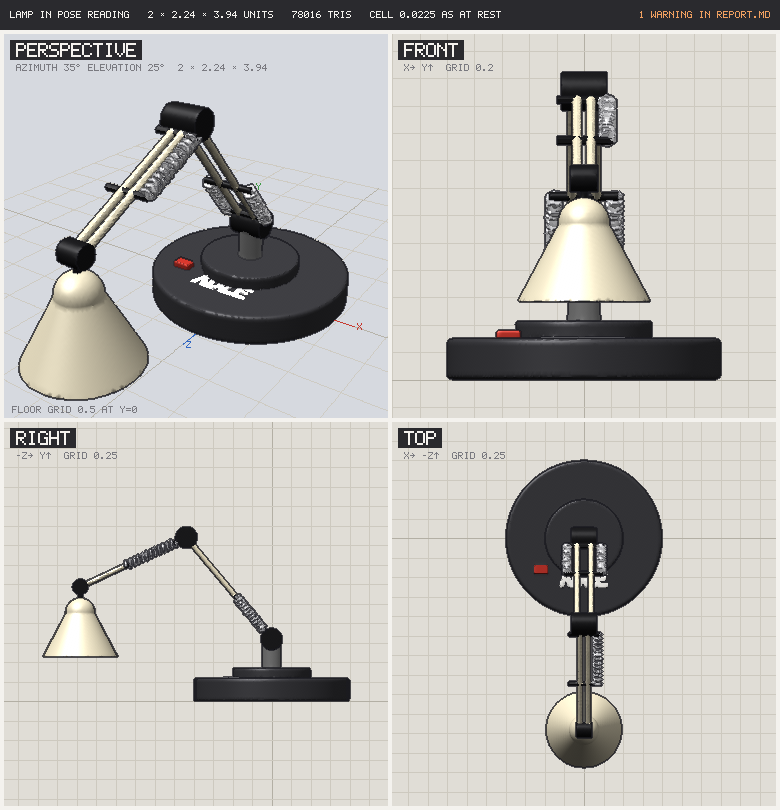 LAMP IN POSE READING 2 × 2.24 × 3.94 UNITS 78016 TRIS CELL 0.0225 AS AT REST 1 WARNING IN REPORT.MD
PERSPECTIVE
AZIMUTH 35° ELEVATION 25° 2 × 2.24 × 3.94
Y
X
Z
FLOOR GRID 0.5 AT Y=0
FRONT
X→ Y↑ GRID 0.2
RIGHT
-Z→ Y↑ GRID 0.25
TOP
X→ -Z↑ GRID 0.25